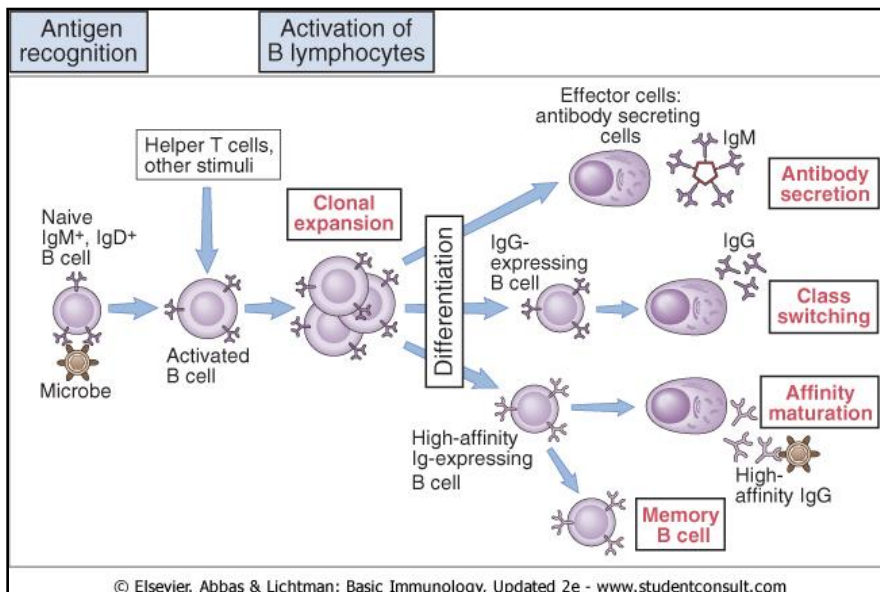 Antigen
recognition
Activation of
B lymphocytes
Helper T cells,
other stimuli
Naive
IgM+, IgD+
B cell
Microbe
Activated
B cell
Clonal
expansion
Differentiation
Effector cells:
antibody secreting
cells
IgM
Antibody
secretion
IgG-
expressing
B cell
IgG
Class
switching
High-affinity
Ig-expressing
B cell
Affinity
maturation
High-
affinity IgG
Memory
B cell
© Elsevier. Abbas & Lichtman: Basic Immunology, Updated 2e - www.studentconsult.com